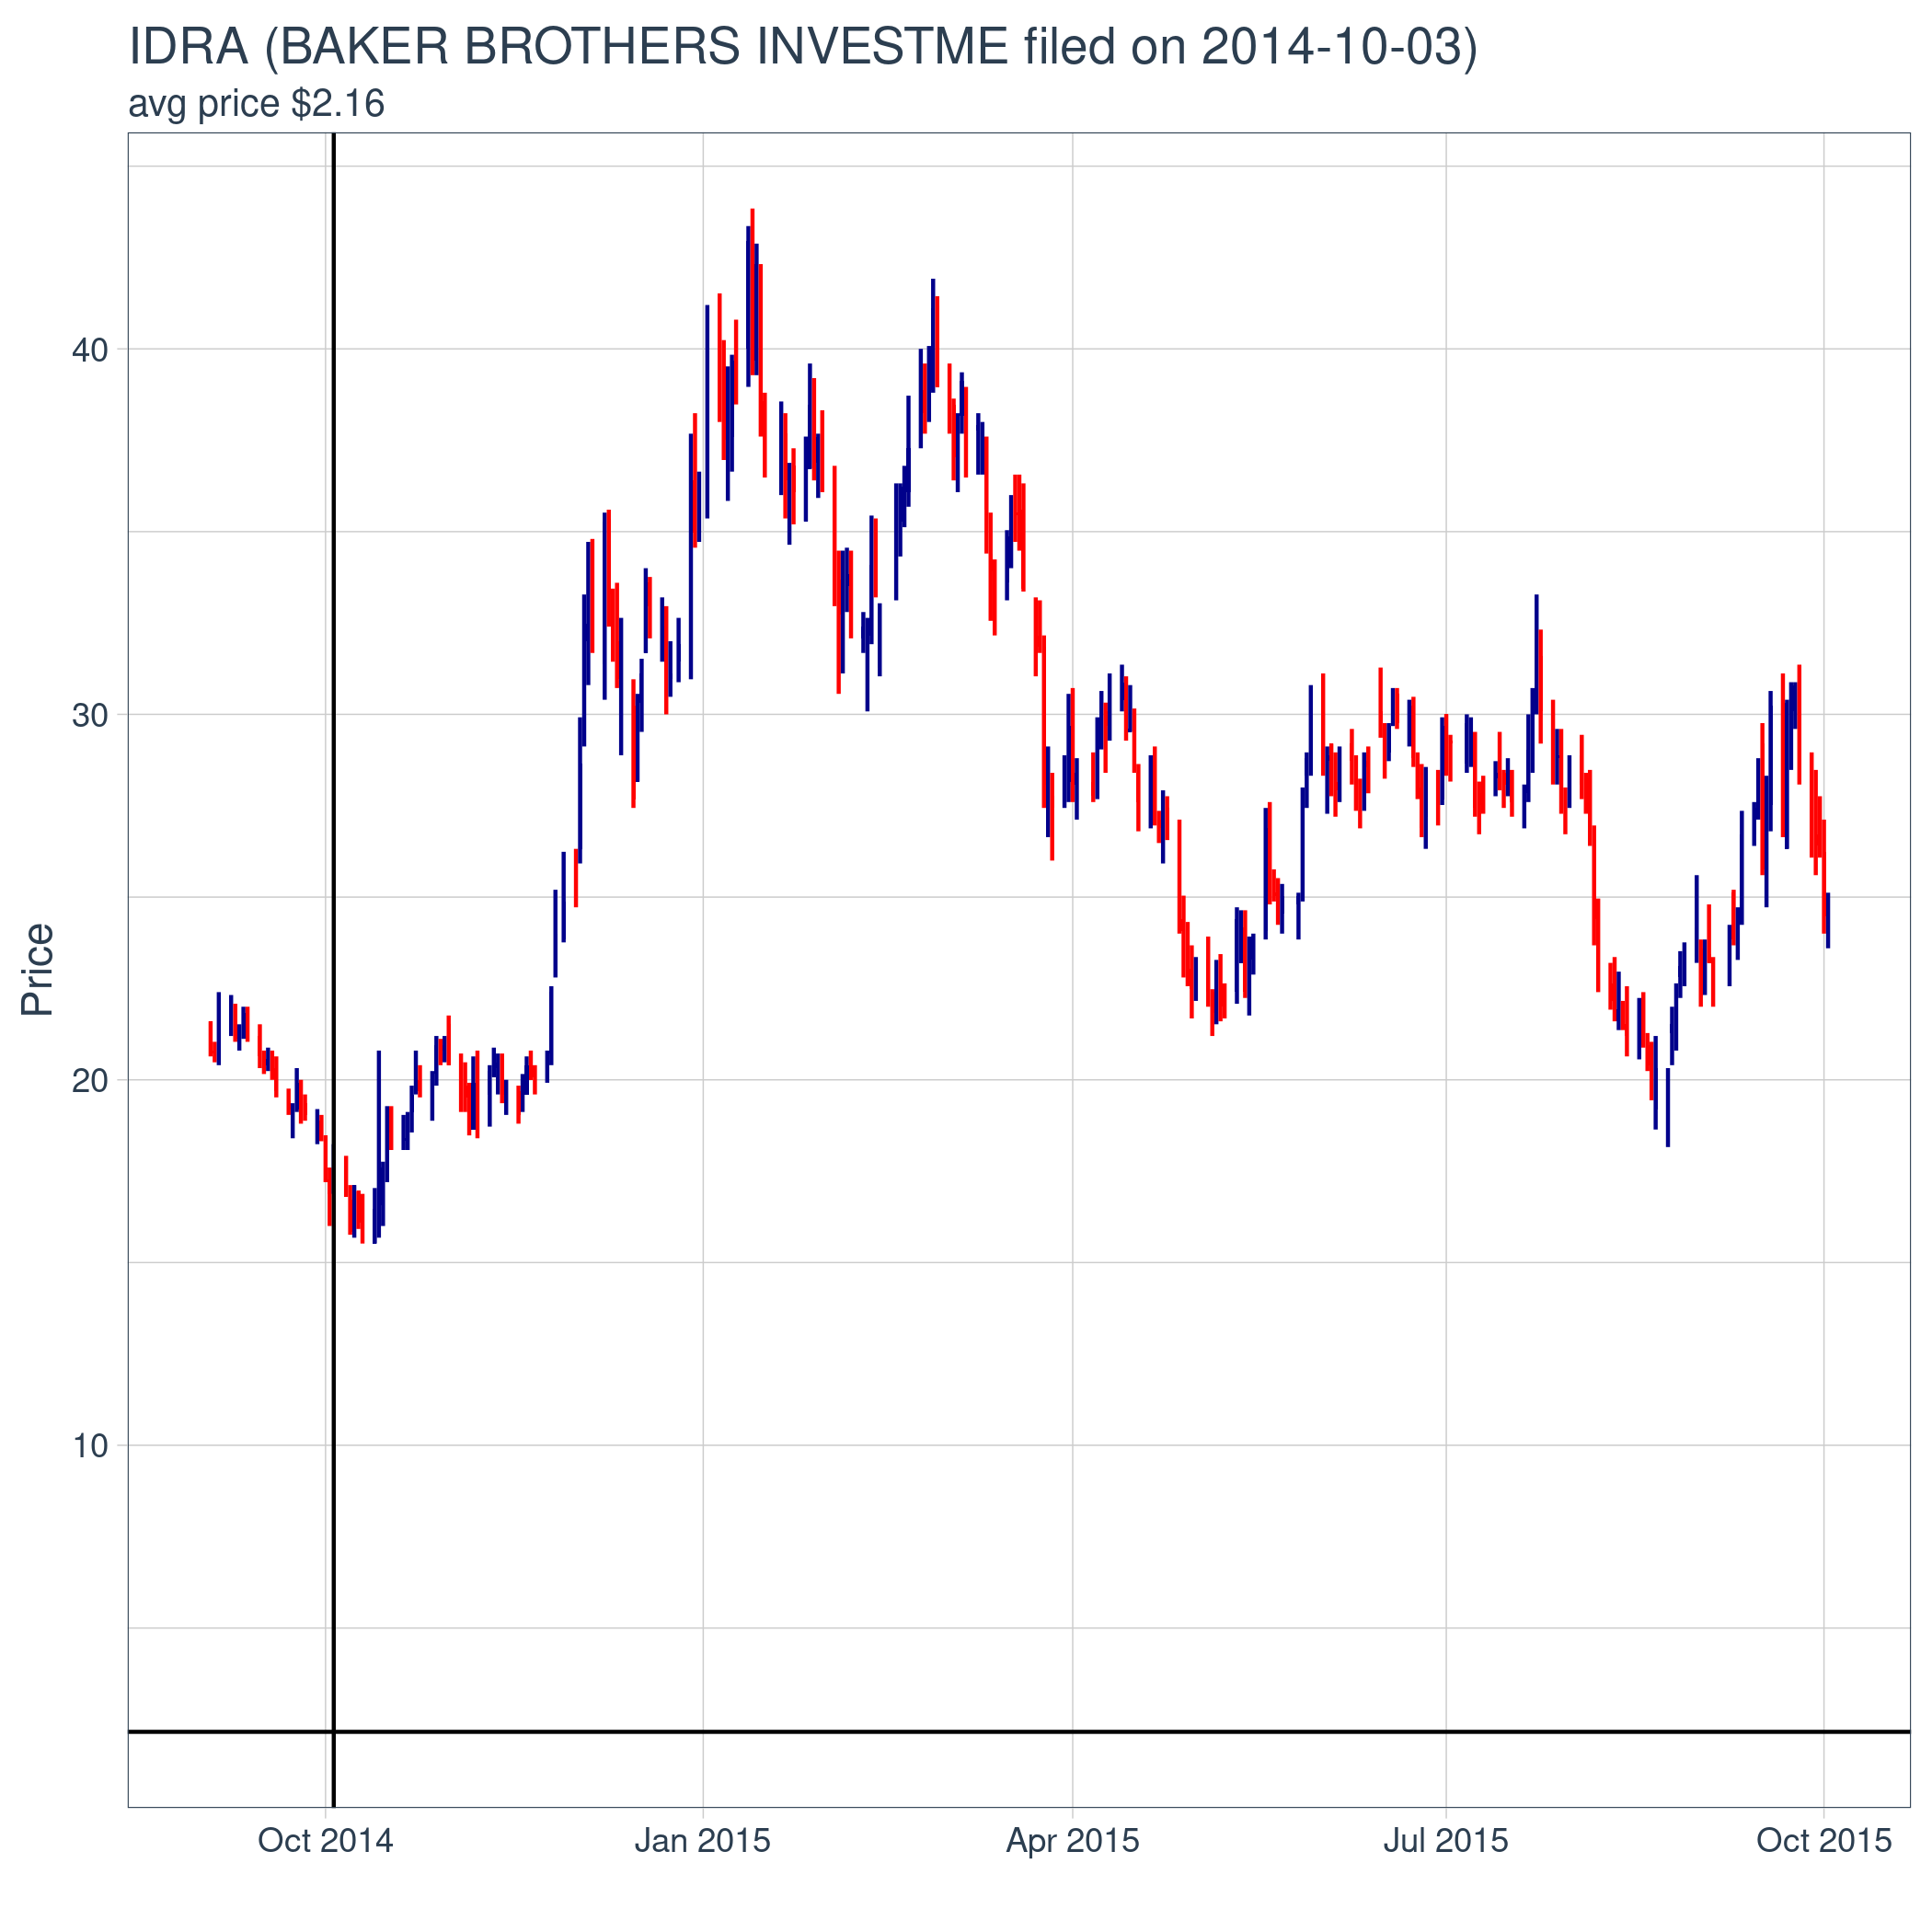 IDRA (BAKER BROTHERS INVESTME filed on 2014-10-03)
avg price $2.16
Price
40
30
20
10
Oct 2014
Jan 2015
Apr 2015
Jul 2015
Oct 2015